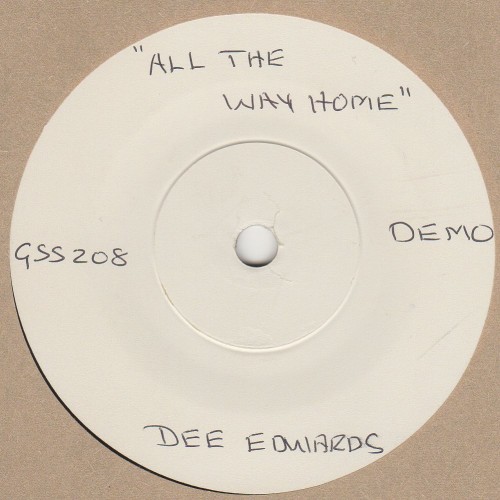 "ALL THE
WAY HOME"
GSS208
DEMO
DEE EDWARDS